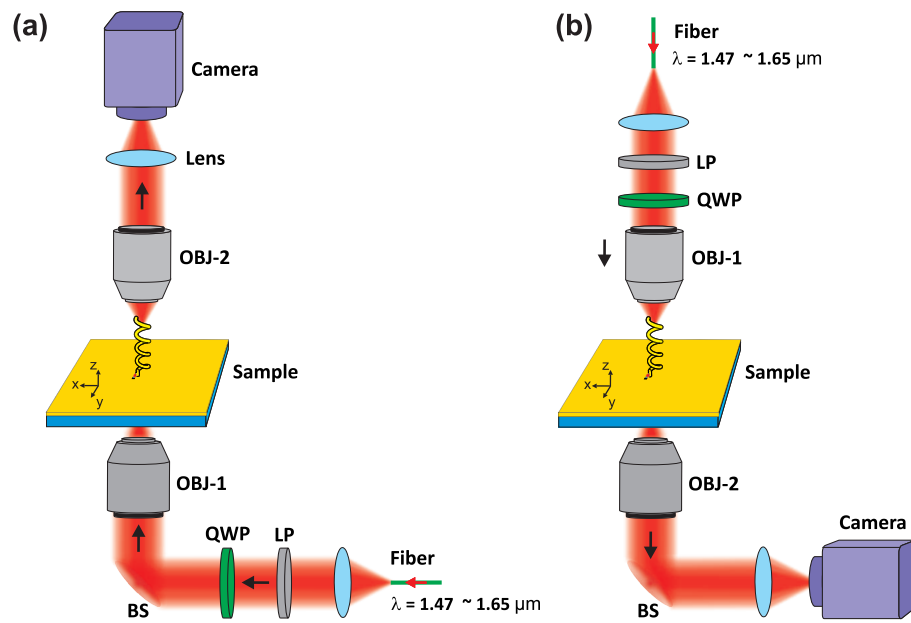 (a)
Camera
Lens
OBJ-2
z
x
y
Sample
OBJ-1
QWP
LP
Fiber
λ = 1.47 ~ 1.65 µm
BS
(b)
Fiber
λ = 1.47 ~ 1.65 µm
LP
QWP
OBJ-1
z
x
y
Sample
OBJ-2
Camera
BS